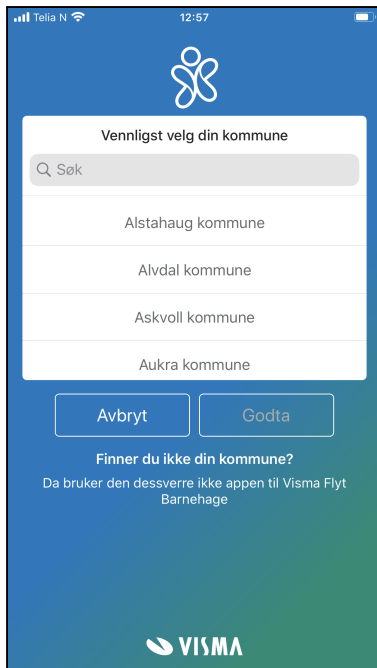 Telia N 12:57
Vennligst velg din kommune
Søk
Alstahaug kommune
Alvdal kommune
Askvoll kommune
Aukra kommune
Avbryt Godta
Finner du ikke din kommune?
Da bruker den dessverre ikke appen til Visma Flyt
Barnehage
VISMA